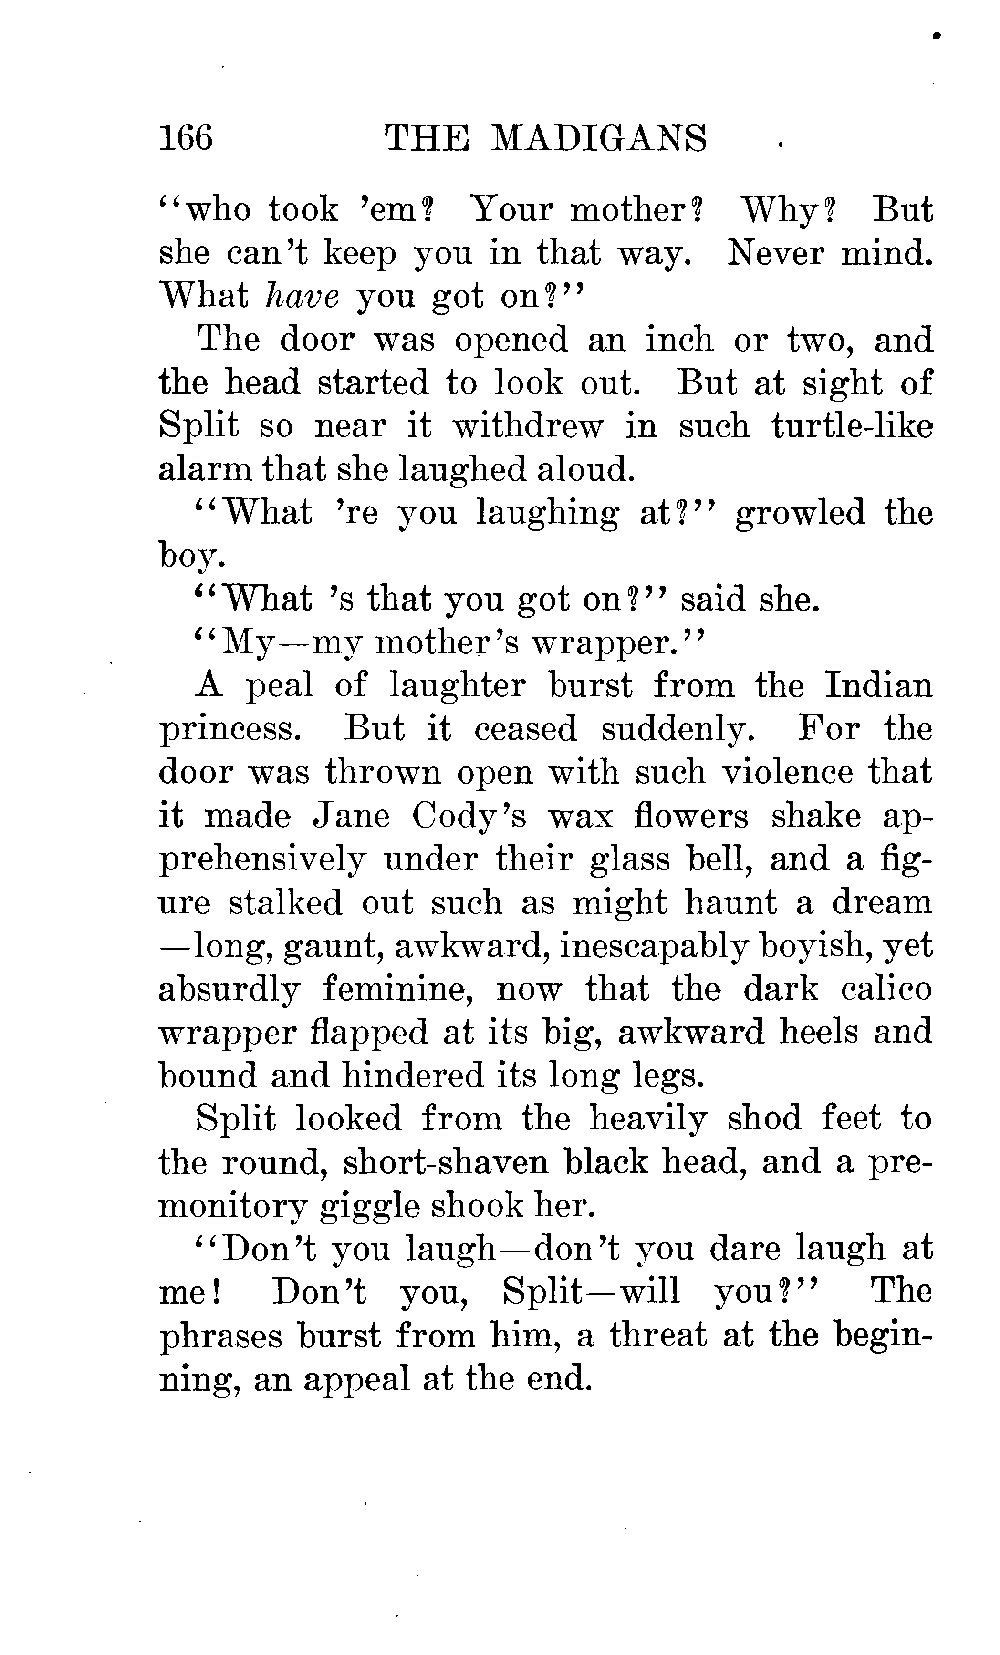 166 THE MADIGANS
"who took 'em? Your mother? Why? But
she can't keep you in that way. Never mind.
What have you got on?"
The door was opened an inch or two, and
the head started to look out. But at sight of
Split so near it withdrew in such turtle-like
alarm that she laughed aloud.
"What 're you laughing at?" growled the
boy.
"What 's that you got on?" said she.
"My—my mother's wrapper."
A peal of laughter burst from the Indian
princess. But it ceased suddenly. For the
door was thrown open with such violence that
it made Jane Cody's wax flowers shake ap-
prehensively under their glass bell, and a fig-
ure stalked out such as might haunt a dream
—long, gaunt, awkward, inescapably boyish, yet
absurdly feminine, now that the dark calico
wrapper flapped at its big, awkward heels and
bound and hindered its long legs.
Split looked from the heavily shod feet to
the round, short-shaven black head, and a pre-
monitory giggle shook her.
"Don't you laugh—don't you dare laugh at
me! Don't you, Split—will you?" The
phrases burst from him, a threat at the begin-
ning, an appeal at the end.